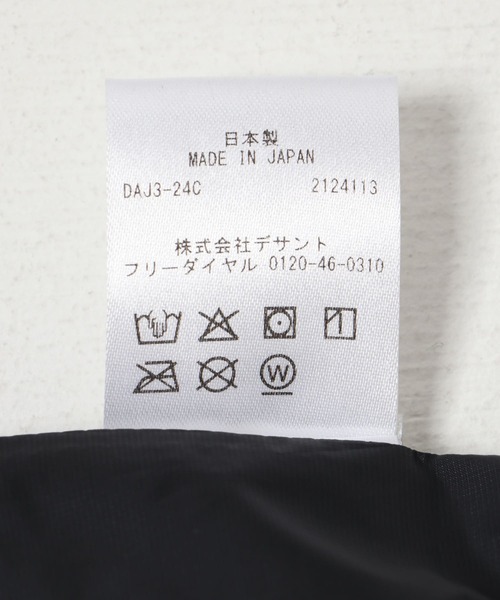 日本製
MADE IN JAPAN
DAJ3-24C 2124113
株式会社デサント
フリーダイヤル 0120-46-0310
W